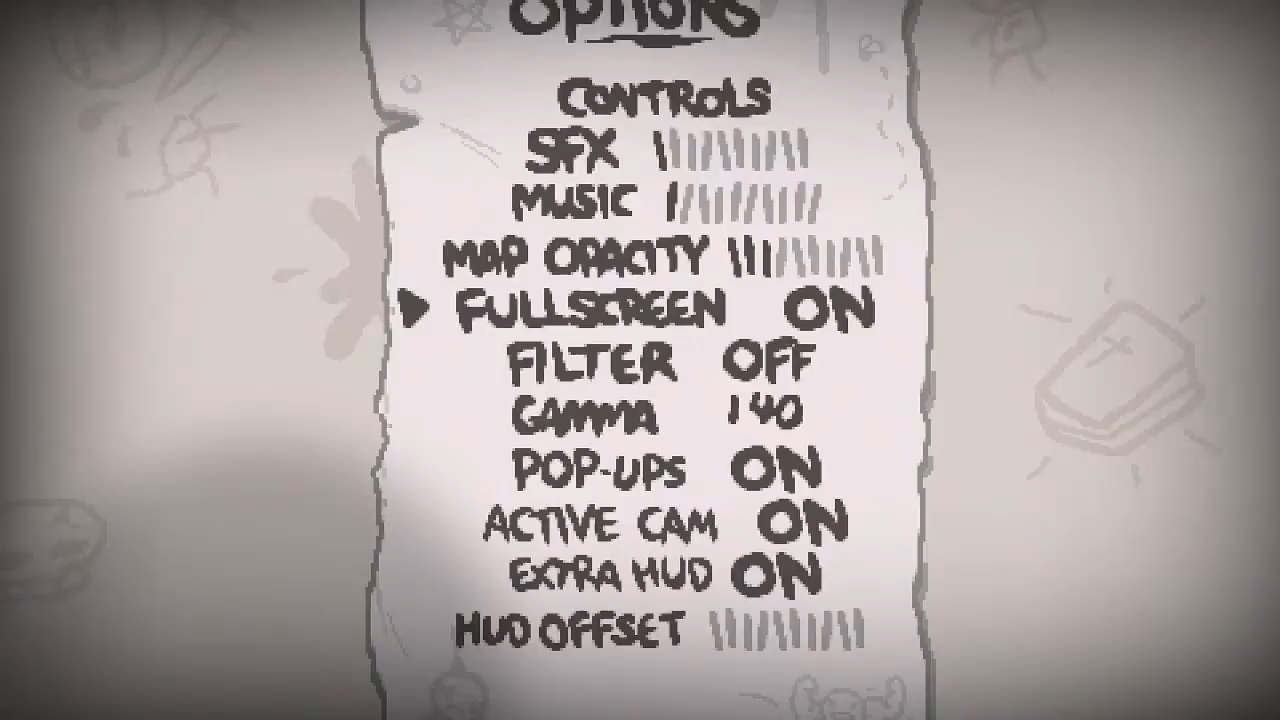 Options
CONTROLS
SFX
MUSIC
MAP OPACITY
FULLSCREEN ON
FILTER OFF
GAMMA 140
POP-UPS ON
ACTIVE CAM ON
EXTRA HUD ON
HUD OFFSET